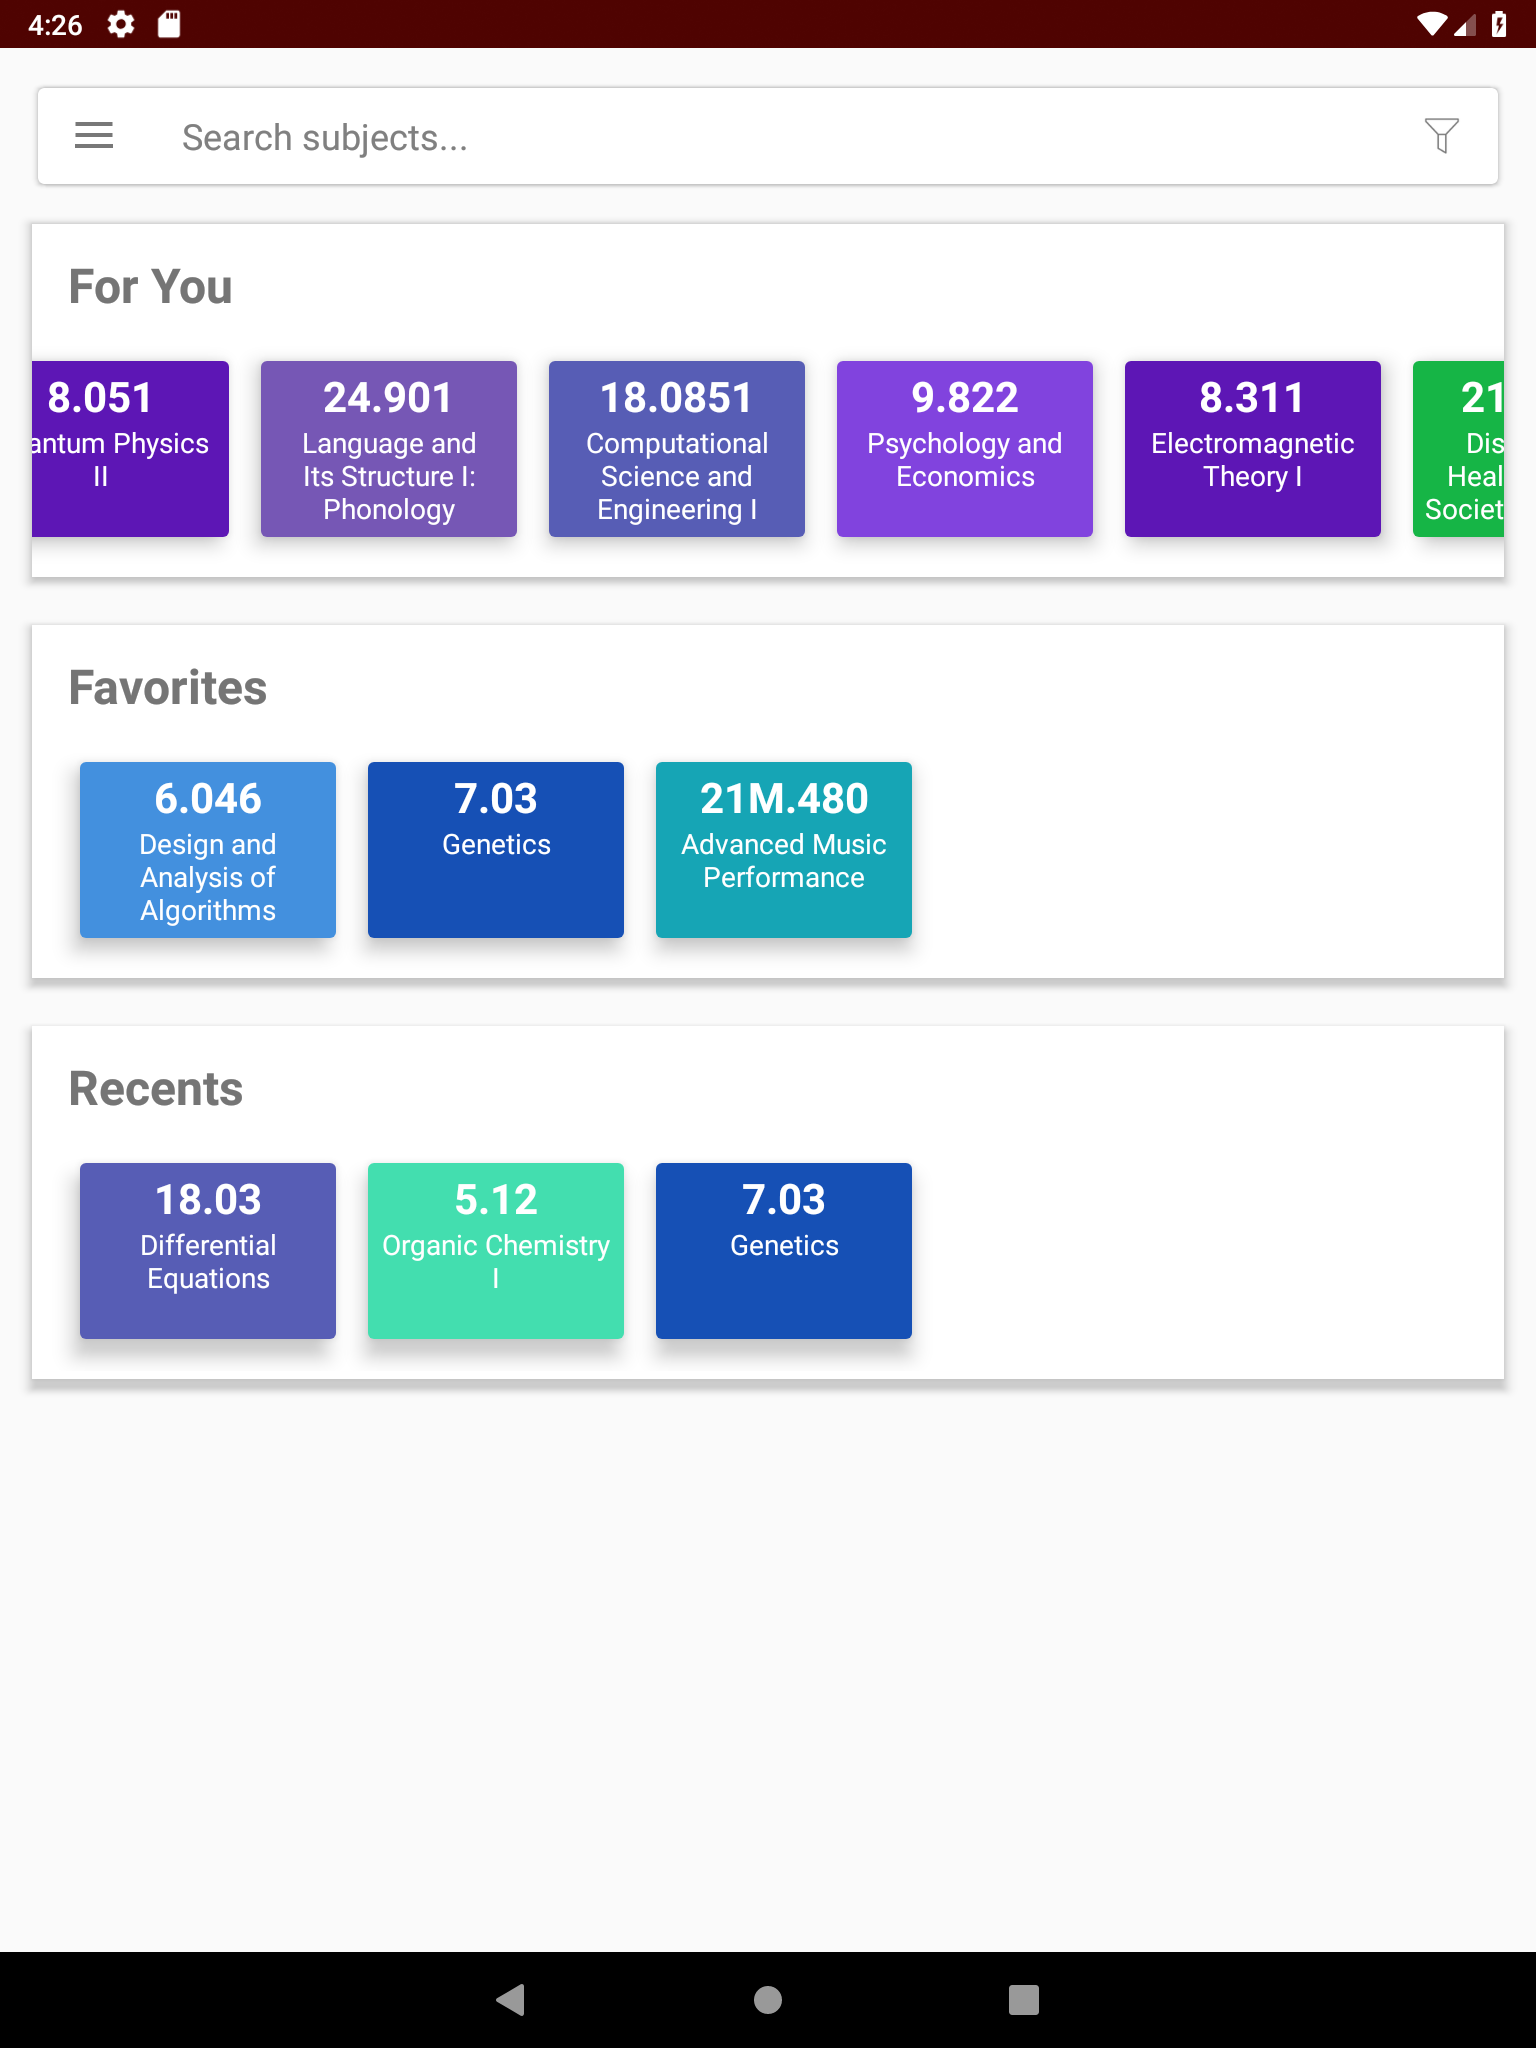 4:26
Search subjects...
For You
8.051
antum Physics
II
24.901
Language and
Its Structure I:
Phonology
18.0851
Computational
Science and
Engineering I
9.822
Psychology and
Economics
8.311
Electromagnetic
Theory I
21
Dis
Heal
Societ
Favorites
6.046
Design and
Analysis of
Algorithms
7.03
Genetics
21M.480
Advanced Music
Performance
Recents
18.03
Differential
Equations
5.12
Organic Chemistry
I
7.03
Genetics